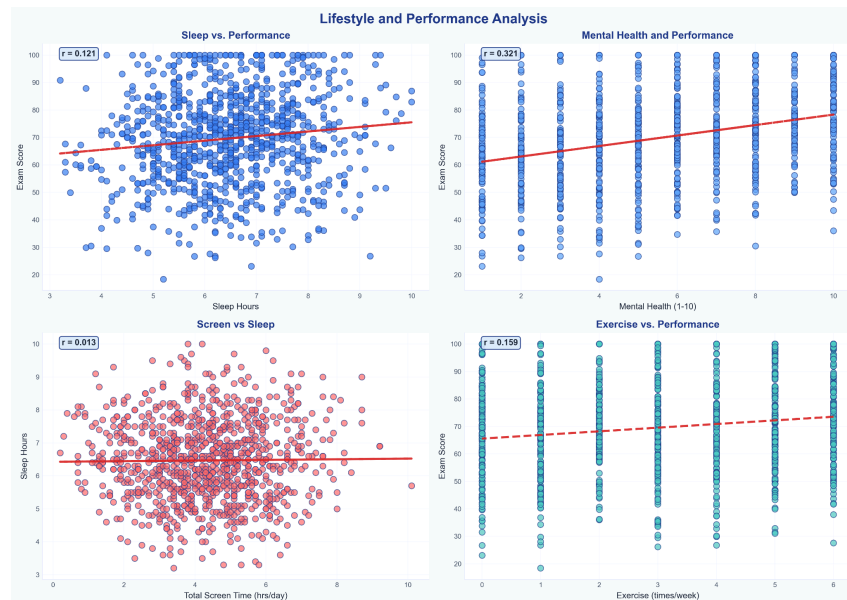 Lifestyle and Performance Analysis
Sleep vs. Performance
r = 0.121
Exam Score
100
90
80
70
60
50
40
30
20
3 4 5 6 7 8 9 10
Sleep Hours
Mental Health and Performance
r = 0.321
Exam Score
100
90
80
70
60
50
40
30
20
2 4 6 8 10
Mental Health (1-10)
Screen vs Sleep
r = 0.013
Sleep Hours
10
9
8
7
6
5
4
3
0 2 4 6 8 10
Total Screen Time (hrs/day)
Exercise vs. Performance
r = 0.159
Exam Score
100
90
80
70
60
50
40
30
20
0 1 2 3 4 5 6
Exercise (times/week)